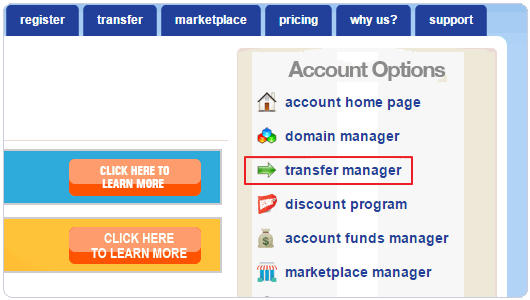 register transfer marketplace pricing why us? support
Account Options
account home page
domain manager
transfer manager
discount program
account funds manager
marketplace manager
CLICK HERE TO
LEARN MORE
CLICK HERE
TO LEARN MORE